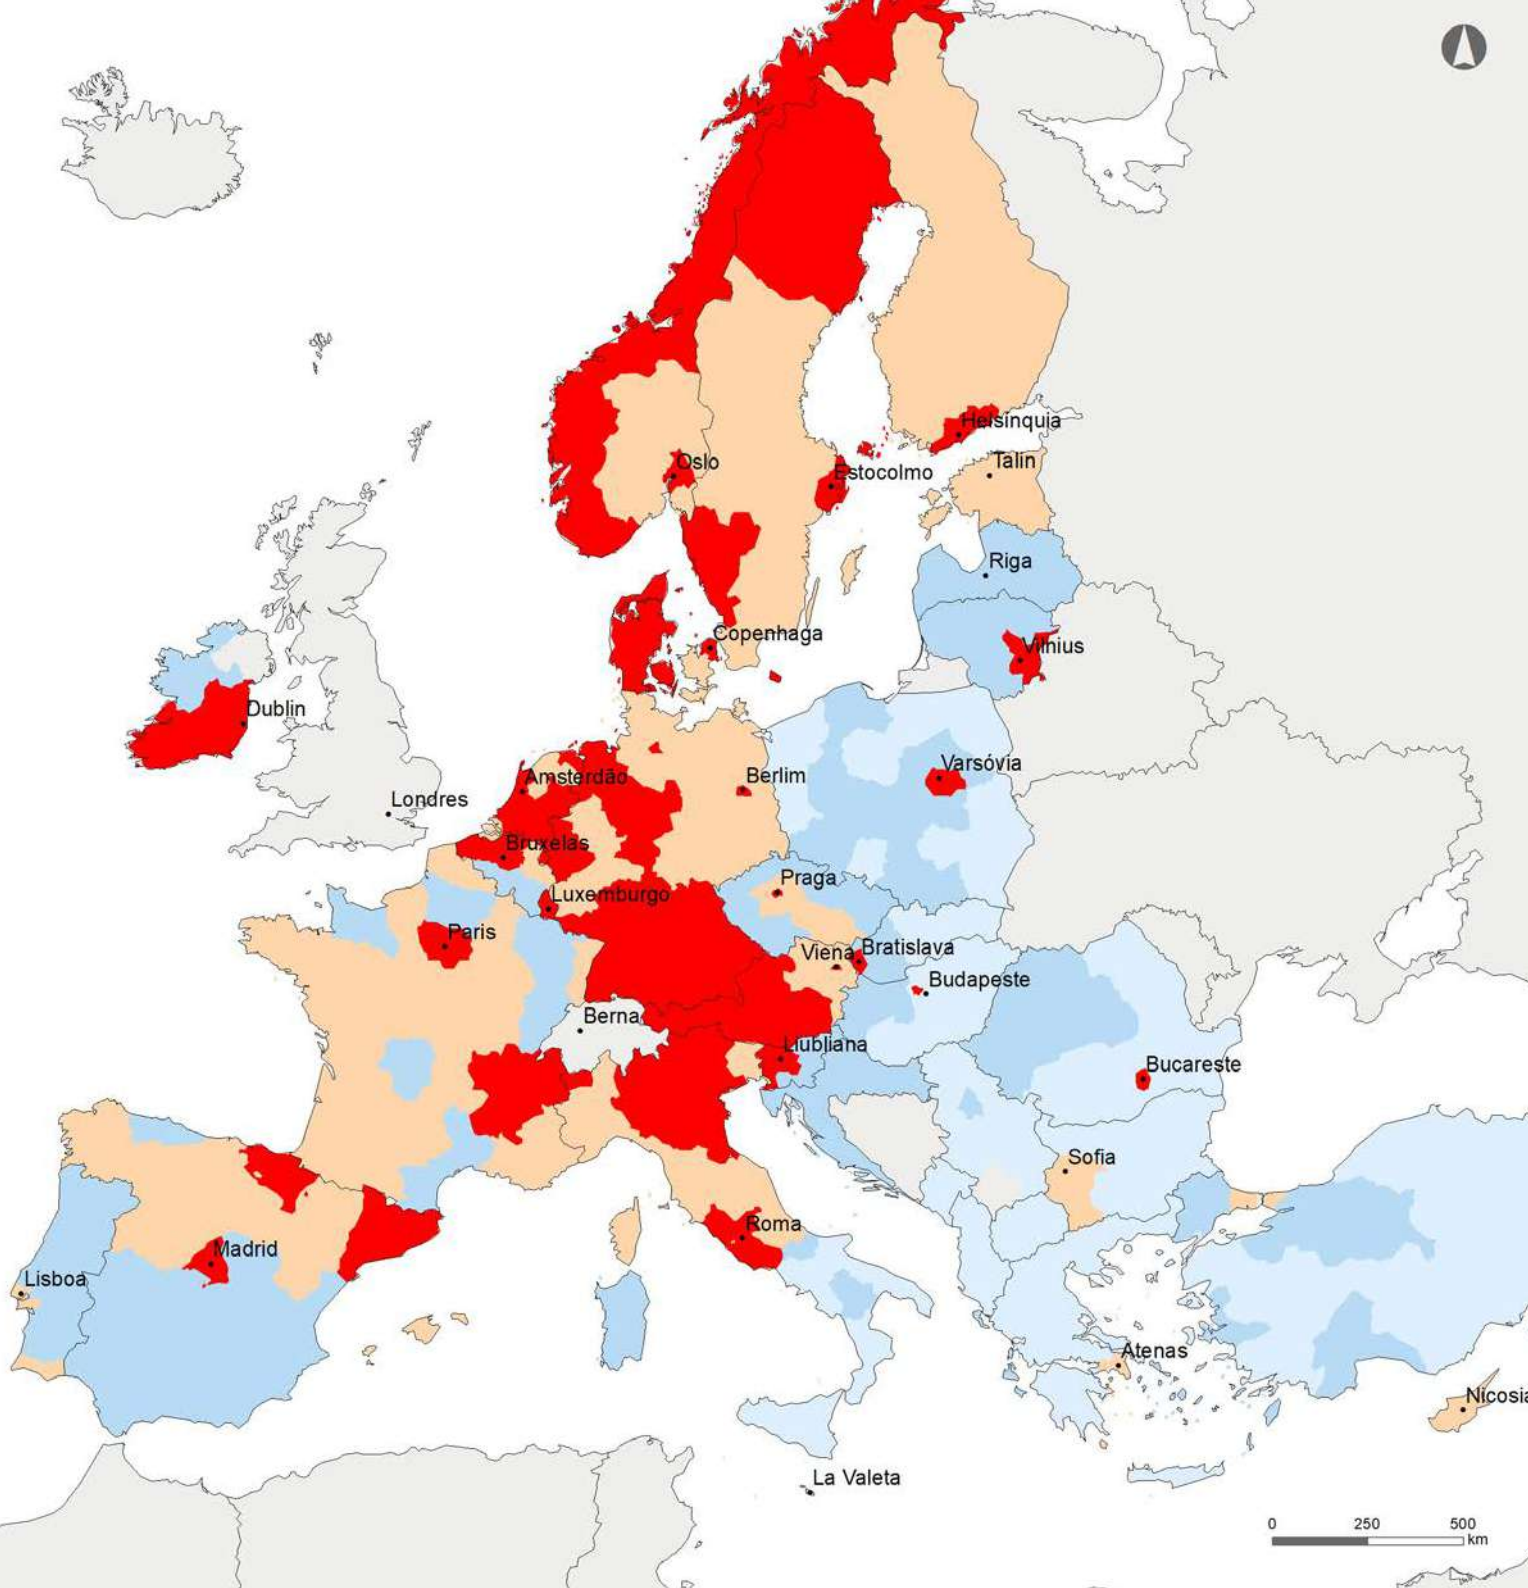 Helsínquia
Oslo
Talin
Estocolmo
Riga
Copenhaga
Vilnius
Dublin
Varsóvia
Amsterdão
Berlim
Londres
Bruxelas
Praga
Luxemburgo
Paris
Viena
Bratislava
Budapeste
Berna
Liubliana
Bucareste
Sofia
Roma
Madrid
Lisboa
Atenas
Nicosia
La Valeta
0 250 500
km